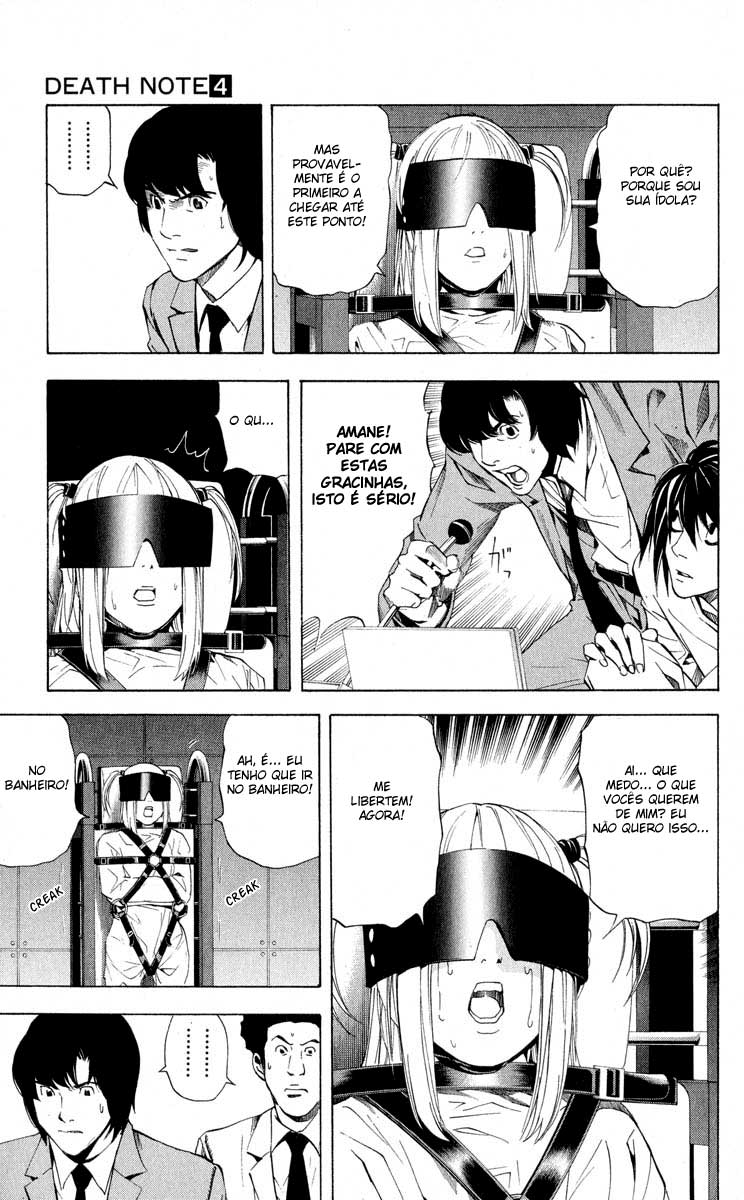 DEATH NOTE 4
POR QUÊ?
PORQUE SOU
SUA ÍDOLA?
MAS
PROVAVEL-
MENTE É O
PRIMEIRO A
CHEGAR ATÉ
ESTE PONTO!
AMANE!
PARE COM
ESTAS
GRACINHAS,
ISTO É SÉRIO!
ガッ
O QU...
AI... QUE
MEDO... O QUE
VOCÊS QUEREM
DE MIM? EU
NÃO QUERO ISSO...
ME
LIBERTEM!
AGORA!
AH, É... EU
TENHO QUE IR
NO BANHEIRO!
NO
BANHEIRO!
CREAK
CREAK